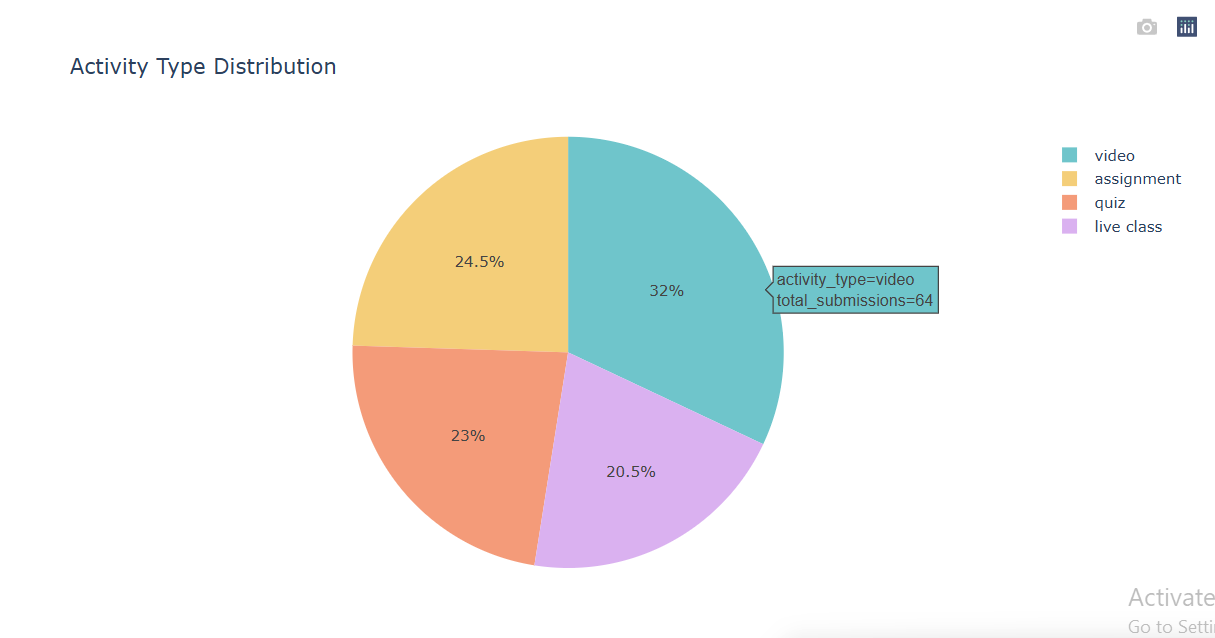 Activity Type Distribution
video
assignment
quiz
live class
24.5%
32%
activity_type=video
total_submissions=64
23%
20.5%
Activate
Go to